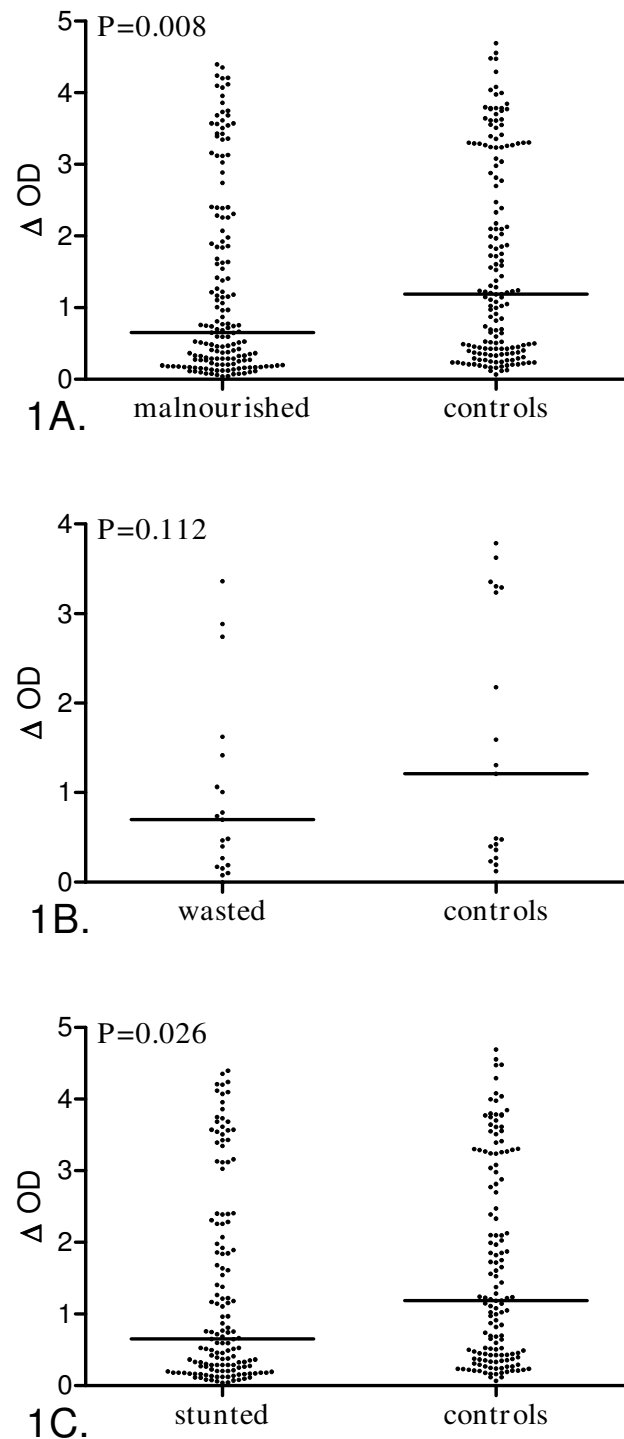 5
P=0.008
4
3
Δ OD
2
1
0
malnourished controls
1A.
4
P=0.112
3
Δ OD
2
1
0
wasted controls
1B.
5
P=0.026
4
3
Δ OD
2
1
0
stunted controls
1C.